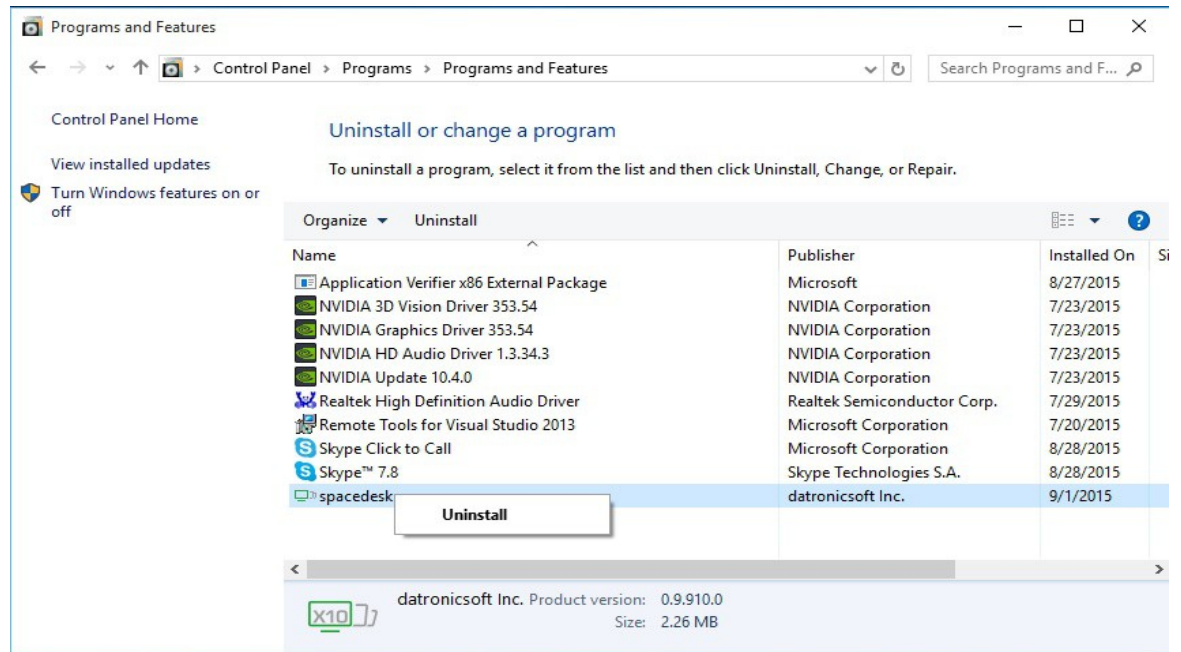 Programs and Features
Control Panel > Programs > Programs and Features
Search Programs and F...
Control Panel Home
View installed updates
Turn Windows features on or
off
Uninstall or change a program
To uninstall a program, select it from the list and then click Uninstall, Change, or Repair.
Organize Uninstall
Name Publisher Installed On Si
Application Verifier x86 External Package Microsoft 8/27/2015
NVIDIA 3D Vision Driver 353.54 NVIDIA Corporation 7/23/2015
NVIDIA Graphics Driver 353.54 NVIDIA Corporation 7/23/2015
NVIDIA HD Audio Driver 1.3.34.3 NVIDIA Corporation 7/23/2015
NVIDIA Update 10.4.0 NVIDIA Corporation 7/23/2015
Realtek High Definition Audio Driver Realtek Semiconductor Corp. 7/29/2015
Remote Tools for Visual Studio 2013 Microsoft Corporation 7/20/2015
Skype Click to Call Microsoft Corporation 8/28/2015
Skype™ 7.8 Skype Technologies S.A. 8/28/2015
spacedesk datronicsoft Inc. 9/1/2015
Uninstall
X10
datronicsoft Inc. Product version: 0.9.910.0
Size: 2.26 MB